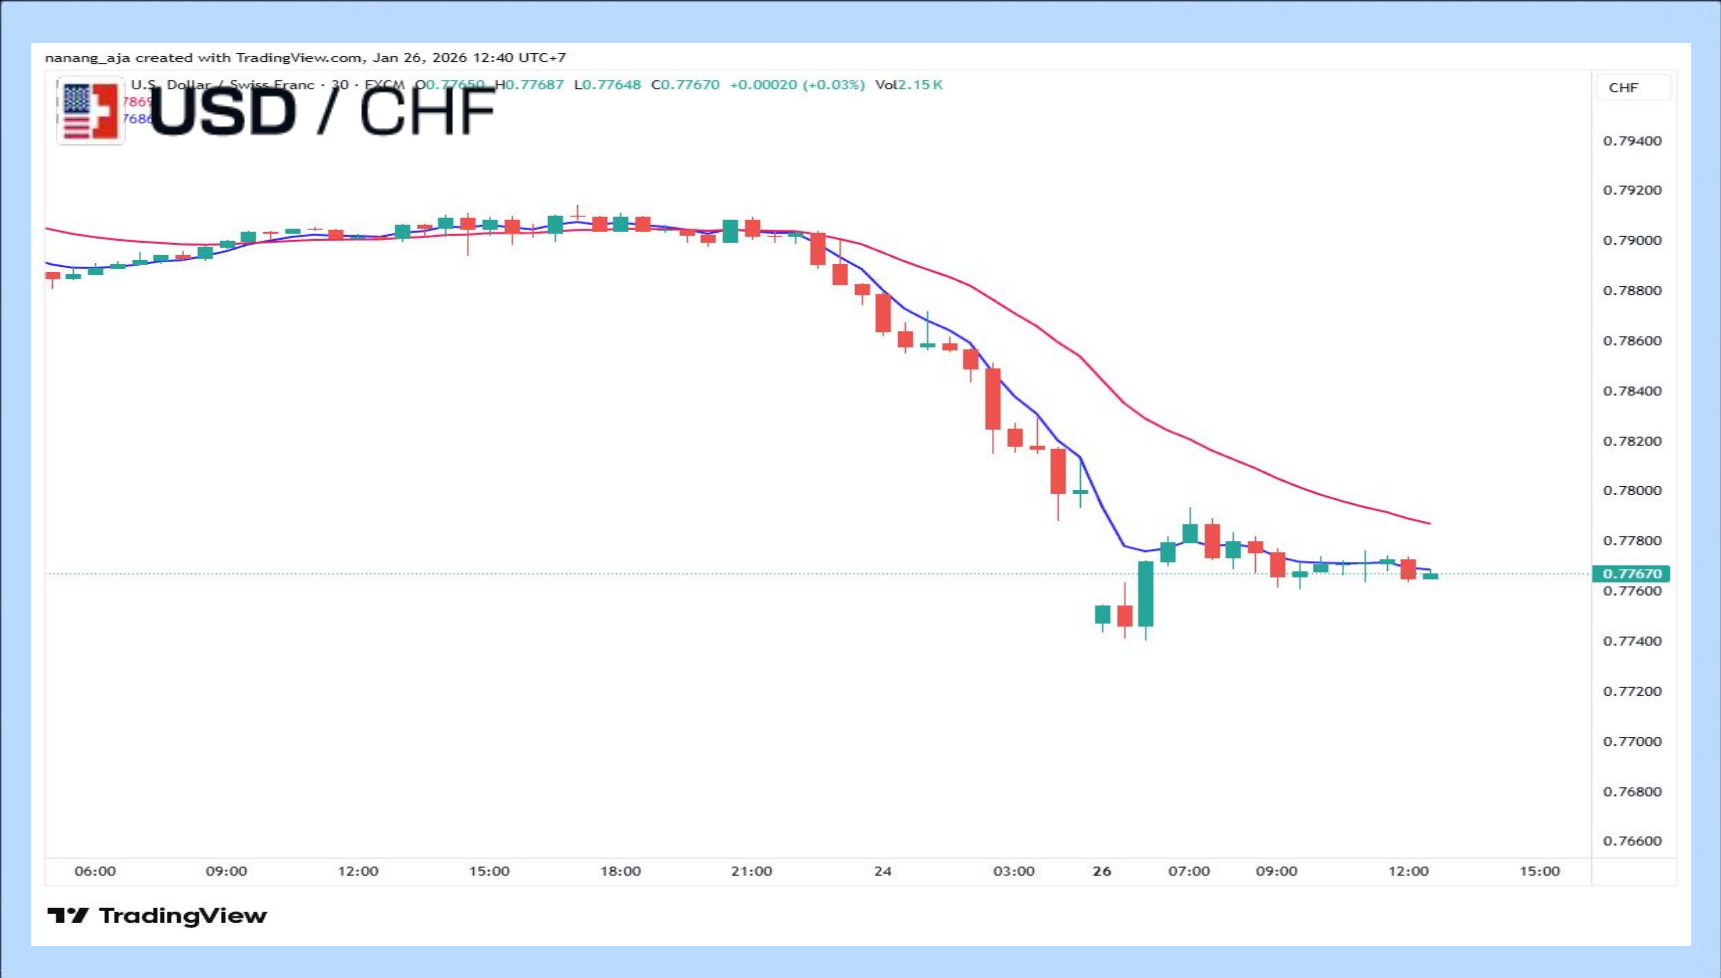 nanang_aja created with TradingView.com, Jan 26, 2026 12:40 UTC+7
U.S. Dollar / Swiss Franc · 30 · FXCM O0.77650 H0.77687 L0.77648 C0.77670 +0.00020 (+0.03%) Vol2.15 K
USD / CHF
CHF
0.79400
0.79200
0.79000
0.78800
0.78600
0.78400
0.78200
0.78000
0.77800
0.77670
0.77600
0.77400
0.77200
0.77000
0.76800
0.76600
06:00 09:00 12:00 15:00 18:00 21:00 24 03:00 26 07:00 09:00 12:00 15:00
TradingView